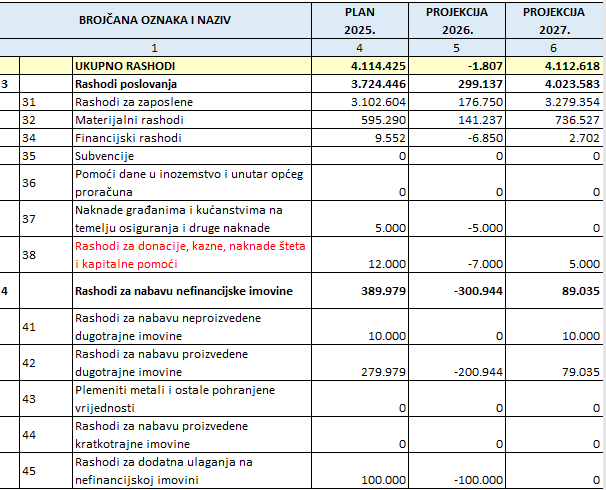 BROJČANA OZNAKA I NAZIV PLAN 2025. PROJEKCIJA 2026. PROJEKCIJA 2027.
1 4 5 6
UKUPNO RASHODI 4.114.425 -1.807 4.112.618
3 Rashodi poslovanja 3.724.446 299.137 4.023.583
31 Rashodi za zaposlene 3.102.604 176.750 3.279.354
32 Materijalni rashodi 595.290 141.237 736.527
34 Financijski rashodi 9.552 -6.850 2.702
35 Subvencije 0 0 0
36 Pomoći dane u inozemstvo i unutar općeg
proračuna 0 0 0
37 Naknade građanima i kućanstvima na
temelju osiguranja i druge naknade 5.000 -5.000 0
38 Rashodi za donacije, kazne, naknade šteta
i kapitalne pomoći 12.000 -7.000 5.000
4 Rashodi za nabavu nefinancijske imovine 389.979 -300.944 89.035
41 Rashodi za nabavu neproizvedene
dugotrajne imovine 10.000 0 10.000
42 Rashodi za nabavu proizvedene
dugotrajne imovine 279.979 -200.944 79.035
43 Plemeniti metali i ostale pohranjene
vrijednosti 0 0 0
44 Rashodi za nabavu proizvedene
kratkotrajne imovine 0 0 0
45 Rashodi za dodatna ulaganja na
nefinancijskoj imovini 100.000 -100.000 0